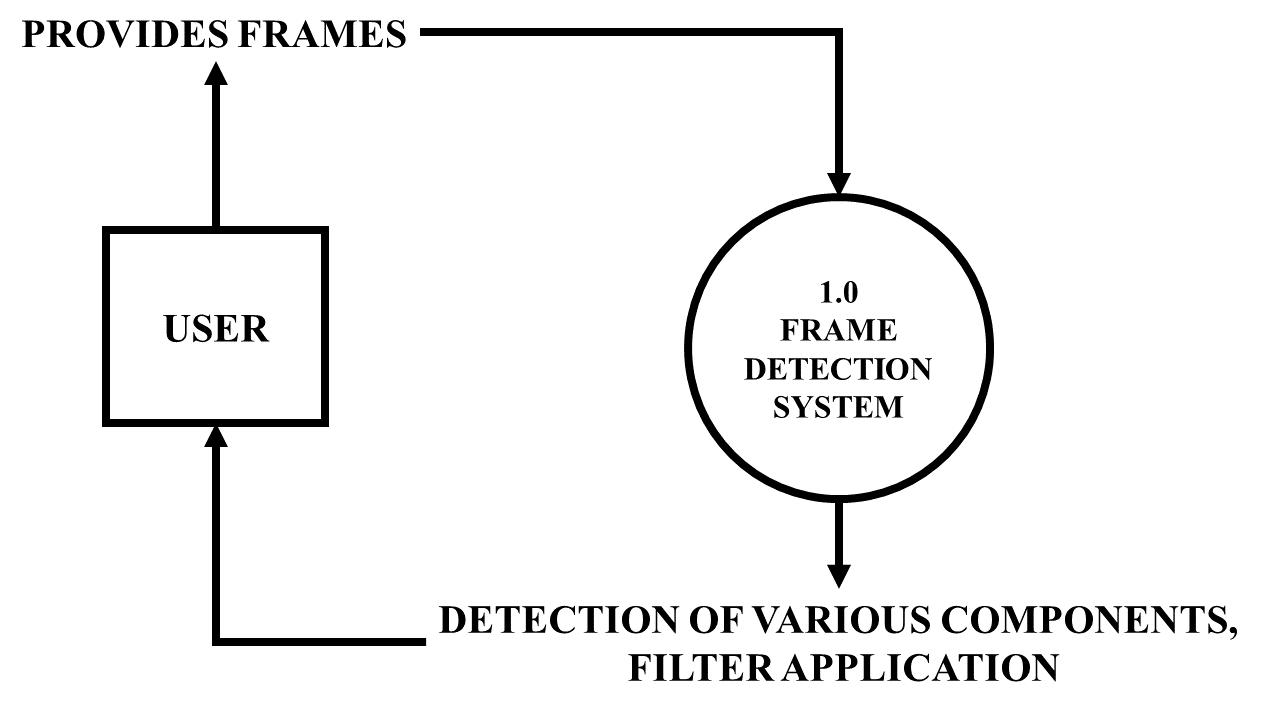 PROVIDES FRAMES
USER
1.0
FRAME
DETECTION
SYSTEM
DETECTION OF VARIOUS COMPONENTS,
FILTER APPLICATION